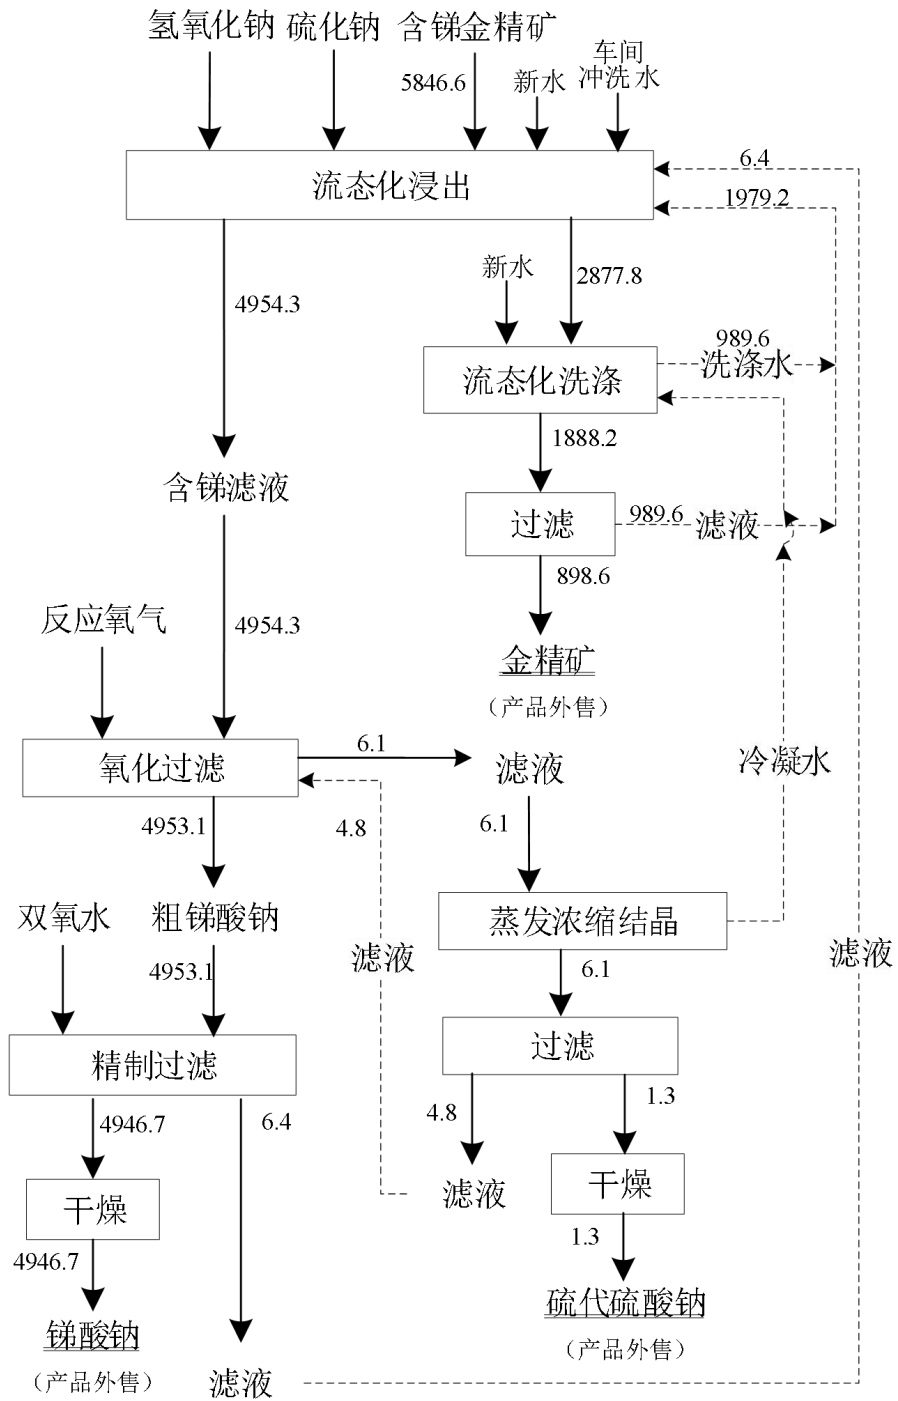 氢氧化钠
硫化钠
含锑金精矿
5846.6
新水
车间
冲洗水
流态化浸出
6.4
1979.2
4954.3
新水
2877.8
流态化洗涤
989.6
洗涤水
1888.2
含锑滤液
过滤
989.6
滤液
898.6
反应氧气
4954.3
金精矿
（产品外售）
氧化过滤
6.1
滤液
冷凝水
4953.1
4.8
6.1
双氧水
粗锑酸钠
蒸发浓缩结晶
4953.1
滤液
6.1
滤液
精制过滤
过滤
4946.7
6.4
4.8
1.3
干燥
滤液
干燥
4946.7
1.3
锑酸钠
（产品外售）
硫代硫酸钠
（产品外售）
滤液